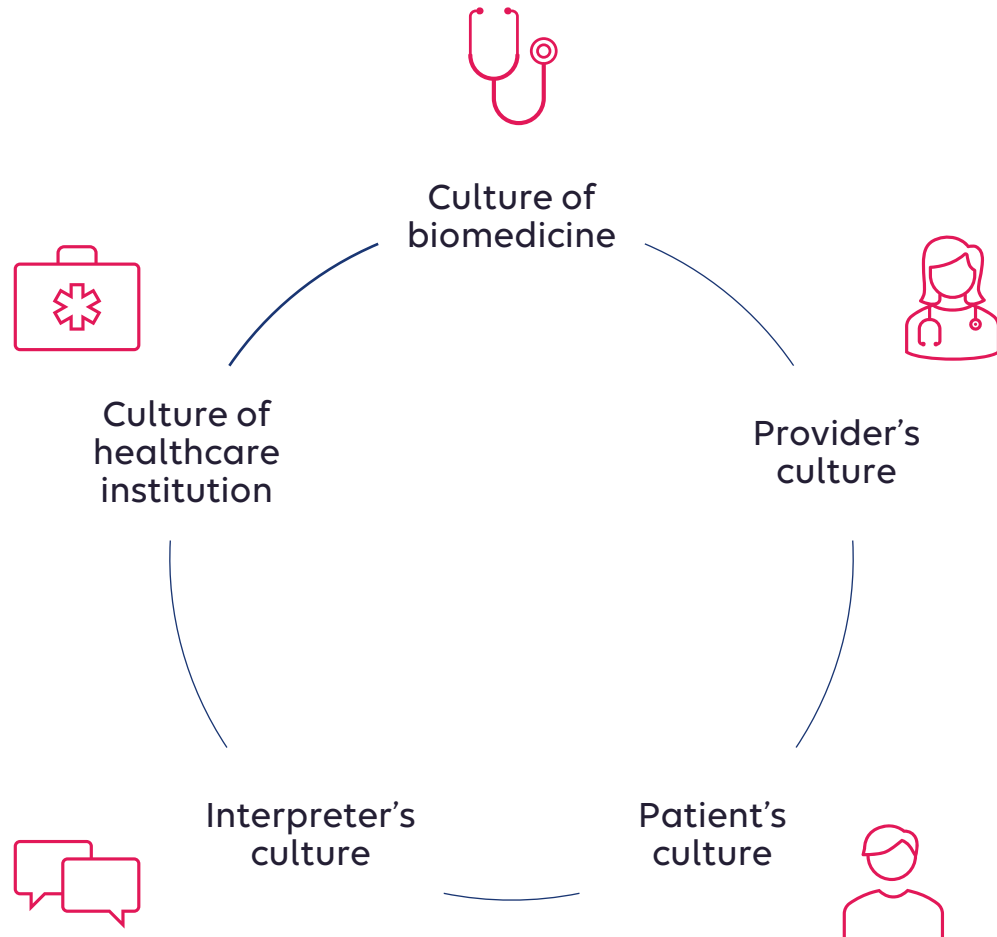 Culture of
biomedicine
Provider’s
culture
Patient’s
culture
Interpreter’s
culture
Culture of
healthcare
institution